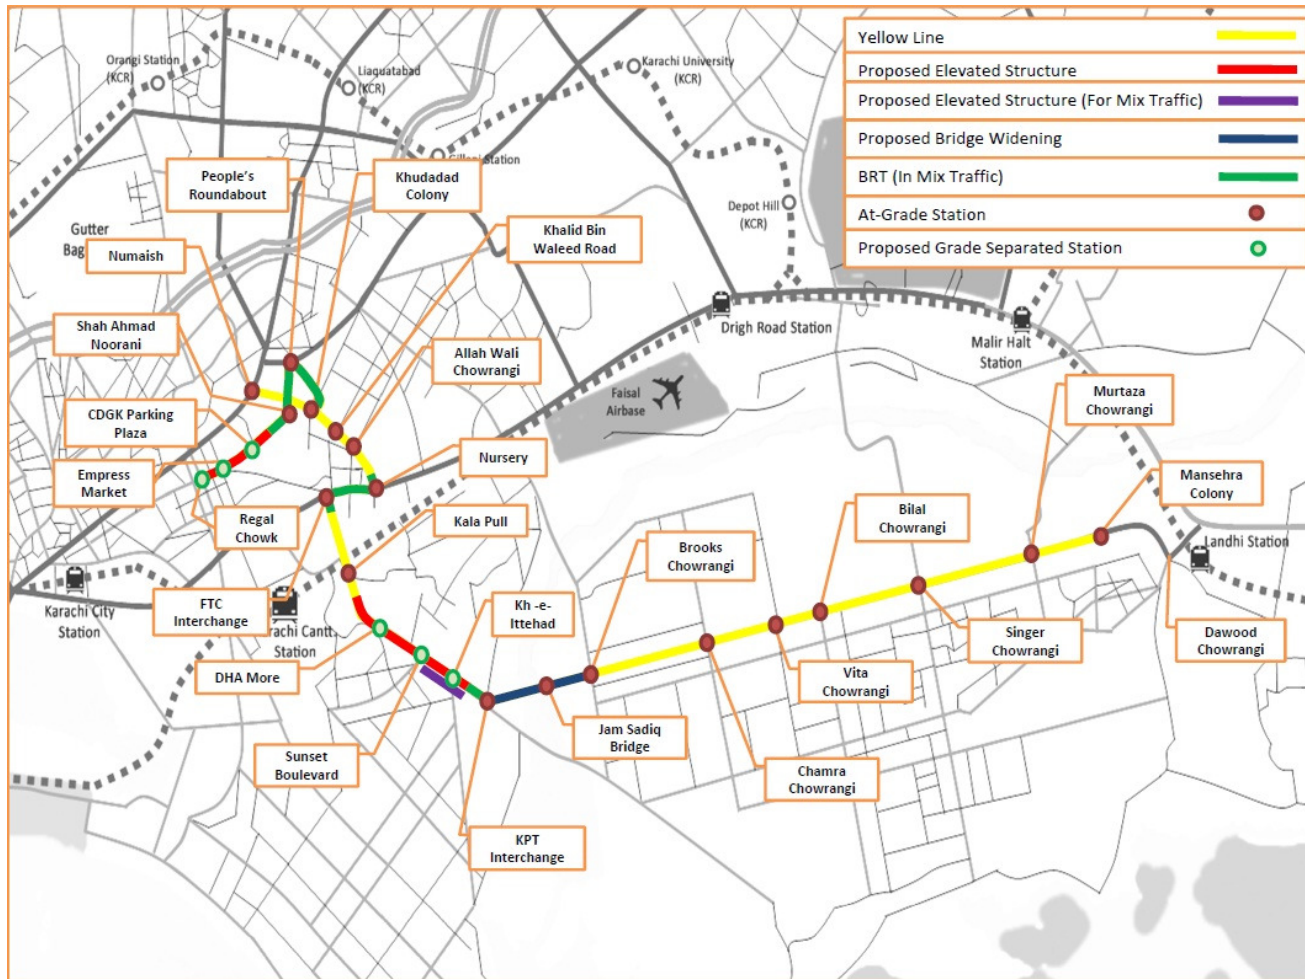 Yellow Line
Proposed Elevated Structure
Proposed Elevated Structure (For Mix Traffic)
Proposed Bridge Widening
BRT (In Mix Traffic)
At-Grade Station
Proposed Grade Separated Station
Orangi Station
(KCR)
Liaquatabad
(KCR)
Karachi University
(KCR)
Station
Depot Hill
(KCR)
People's
Roundabout
Khudadad
Colony
Khalid Bin
Waleed Road
Gutter
Numaish
Shah Ahmad
Noorani
Allah Wali
Chowrangi
CDGK Parking
Plaza
Empress
Market
Regal
Chowk
Nursery
Kala Pull
Drigh Road Station
Malir Halt
Station
Faisal
Airbase
Murtaza
Chowrangi
Mansehra
Colony
Bilal
Chowrangi
Brooks
Chowrangi
Landhi Station
Karachi City
Station
FTC
Interchange
rachi Cantt.
Station
Kh -e-
Ittehad
DHA More
Singer
Chowrangi
Dawood
Chowrangi
Vita
Chowrangi
Jam Sadiq
Bridge
Sunset
Boulevard
Chamra
Chowrangi
KPT
Interchange